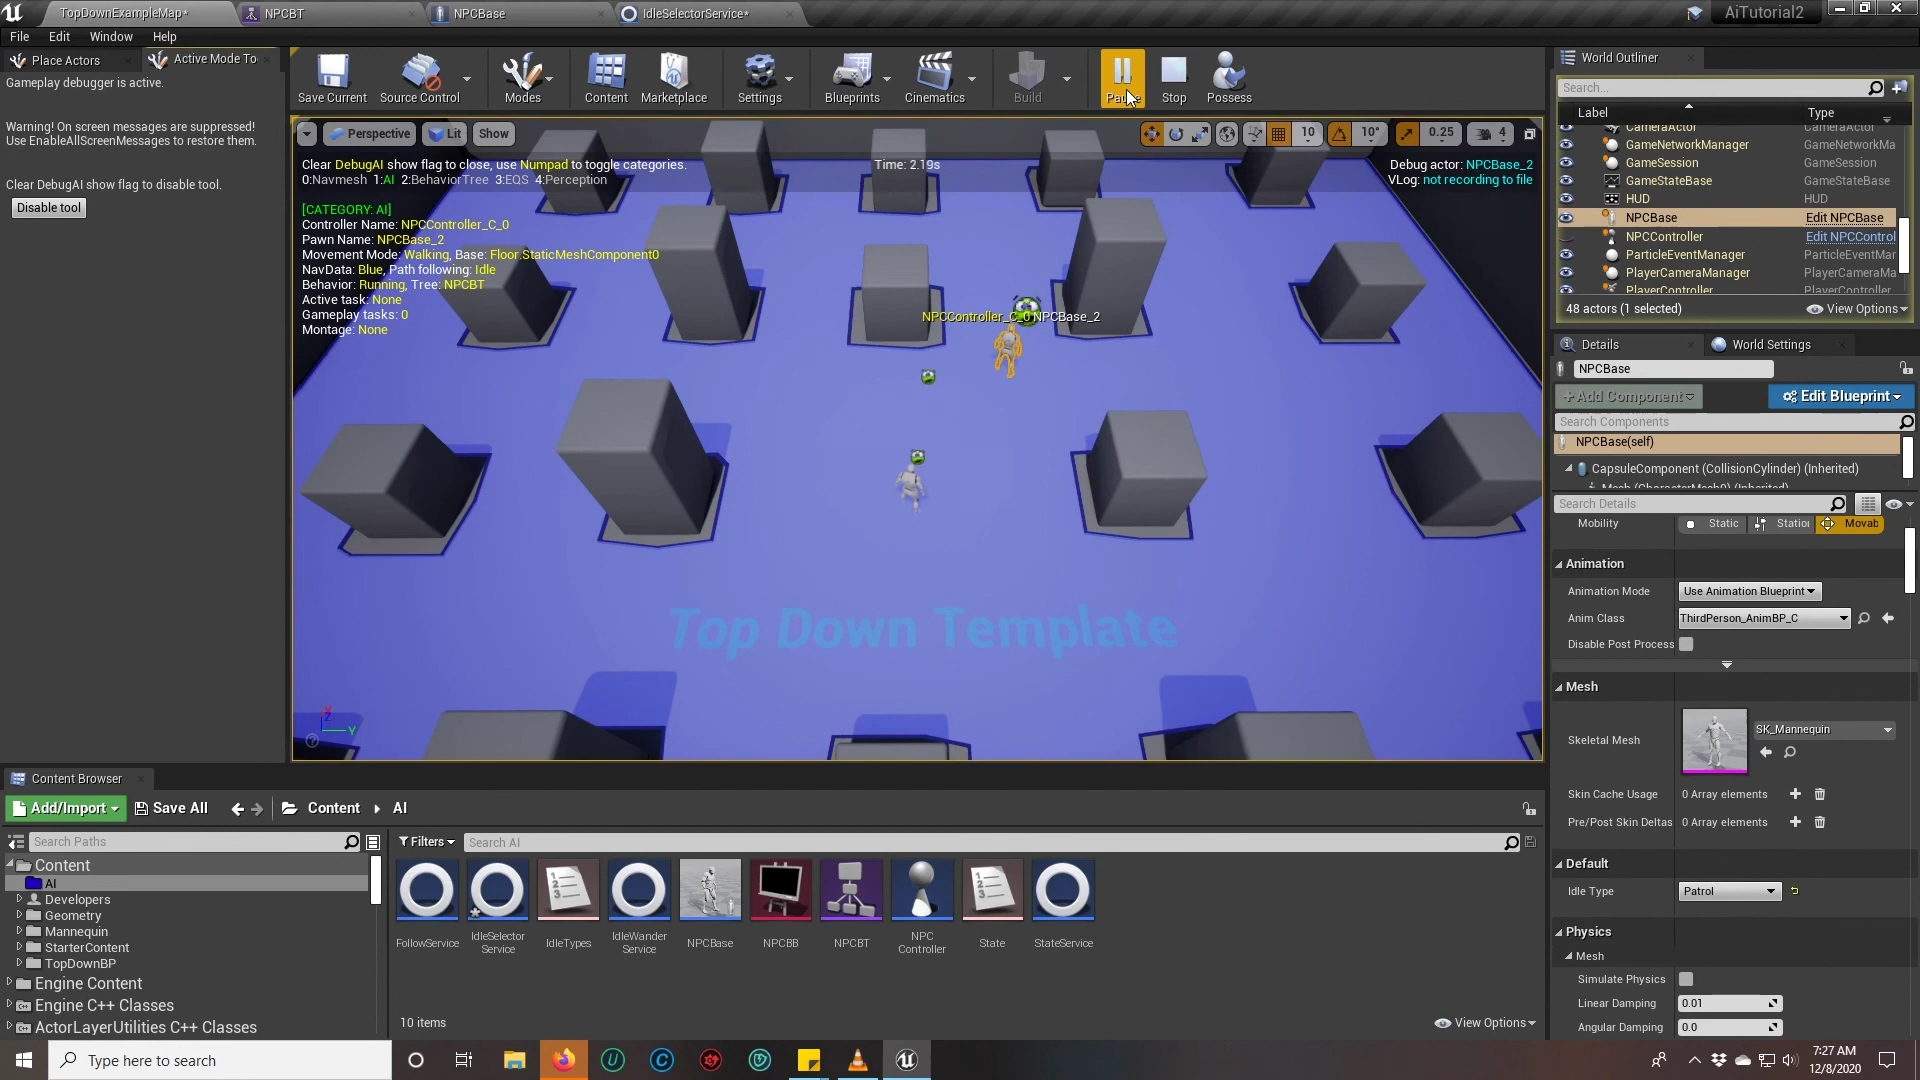 TopDownExampleMap*
NPCBT
NPCBase
IdleSelectorService*
AiTutorial2
File
Edit
Window
Help
Place Actors
Active Mode To
Gameplay debugger is active.
Warning! On screen messages are suppressed!
Use EnableAllScreenMessages to restore them.
Clear DebugAI show flag to disable tool.
Disable tool
Save Current
Source Control
Modes
Content
Marketplace
Settings
Blueprints
Cinematics
Build
Stop
Possess
Perspective
Lit
Show
10
10°
0.25
4
Clear DebugAI show flag to close, use Numpad to toggle categories.
0:Navmesh 1:AI 2:BehaviorTree 3:EQS 4:Perception
Time: 2.19s
Debug actor: NPCBase_2
VLog: not recording to file
[CATEGORY: AI]
Controller Name: NPCController_C_0
Pawn Name: NPCBase_2
Movement Mode: Walking, Base: Floor.StaticMeshComponent0
NavData: Blue, Path following: Idle
Behavior: Running, Tree: NPCBT
Active task: None
Gameplay tasks: 0
Montage: None
NPCController_C_0 NPCBase_2
Top Down Template
X
Z
Y
World Outliner
Search...
Label
Type
CameraActor CameraActor
GameNetworkManager GameNetworkMa
GameSession GameSession
GameStateBase GameStateBase
HUD HUD
NPCBase Edit NPCBase
NPCController Edit NPCControl
ParticleEventManager ParticleEventMar
PlayerCameraManager PlayerCameraMa
PlayerController PlayerController
48 actors (1 selected)
View Options
Details
World Settings
NPCBase
+Add Component
Edit Blueprint
Search Components
NPCBase(self)
CapsuleComponent (CollisionCylinder) (Inherited)
Mesh (CharacterMesh0) (Inherited)
Search Details
Mobility
Static
Statioi
Movab
Animation
Animation Mode
Use Animation Blueprint
Anim Class
ThirdPerson_AnimBP_C
Disable Post Process
Mesh
Skeletal Mesh
SK_Mannequin
Skin Cache Usage
0 Array elements
Pre/Post Skin Deltas
0 Array elements
Default
Idle Type
Patrol
Physics
Mesh
Simulate Physics
Linear Damping
0.01
Angular Damping
0.0
Content Browser
Add/Import
Save All
Content
AI
Search Paths
Filters
Search AI
Content
AI
Developers
Geometry
Mannequin
StarterContent
TopDownBP
Engine Content
Engine C++ Classes
ActorLayerUtilities C++ Classes
FollowService
IdleSelector
Service
IdleTypes
IdleWander
Service
NPCBase
NPCBB
NPCBT
NPC
Controller
State
StateService
10 items
View Options
Type here to search
7:27 AM
12/8/2020